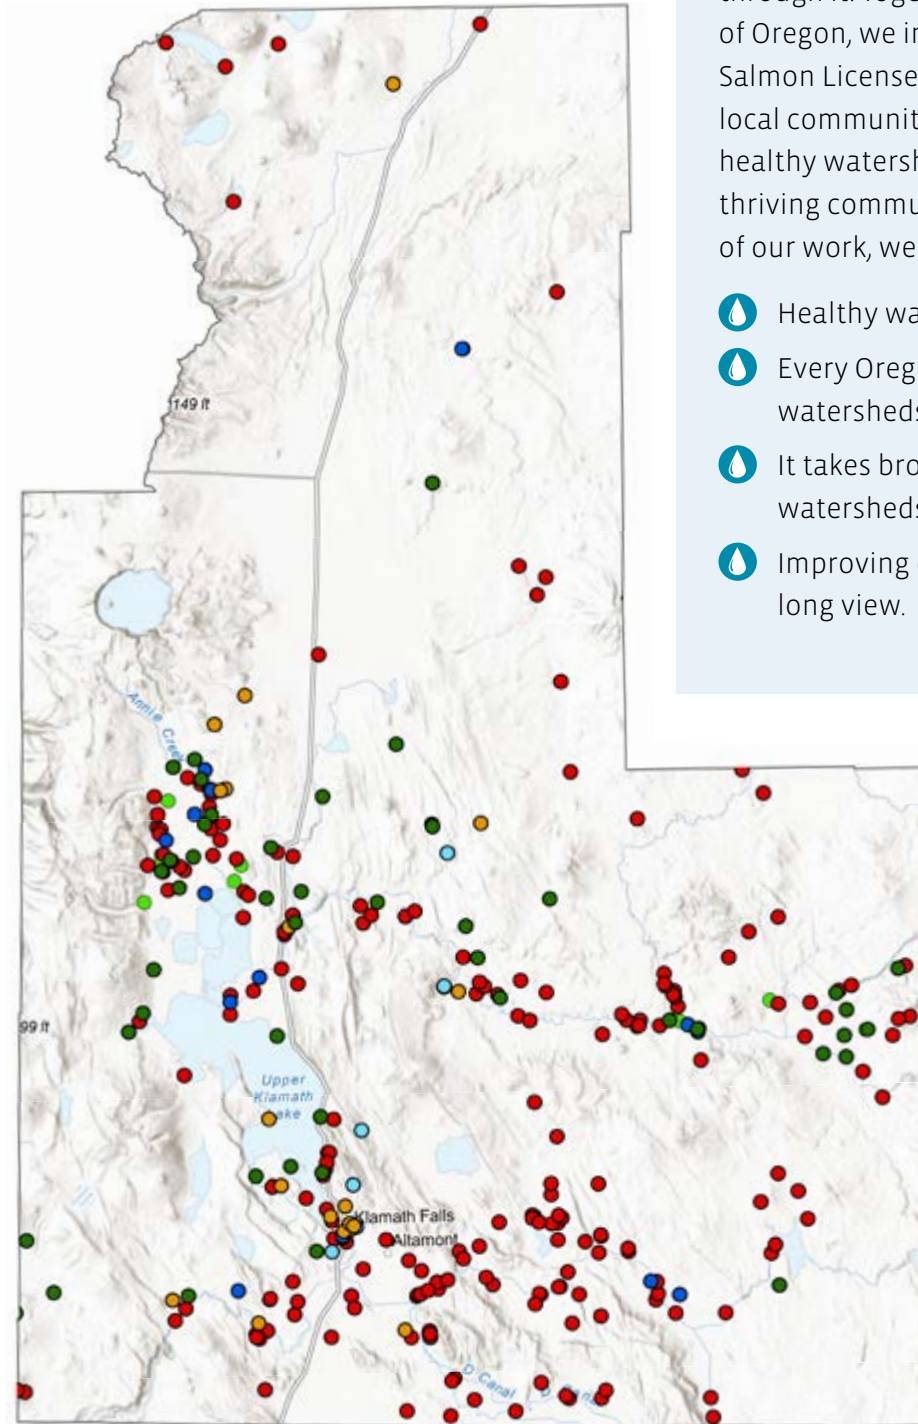 of Oregon, we i
Salmon License
local communit
healthy watersh
thriving commu
of our work, we
Healthy wa
Every Oreg
watersheds
It takes bro
watersheds
Improving
long view.
149 ft
Annie Creek
99 ft
Upper
Klamath
Lake
Klamath Falls
Altamont
D Canal